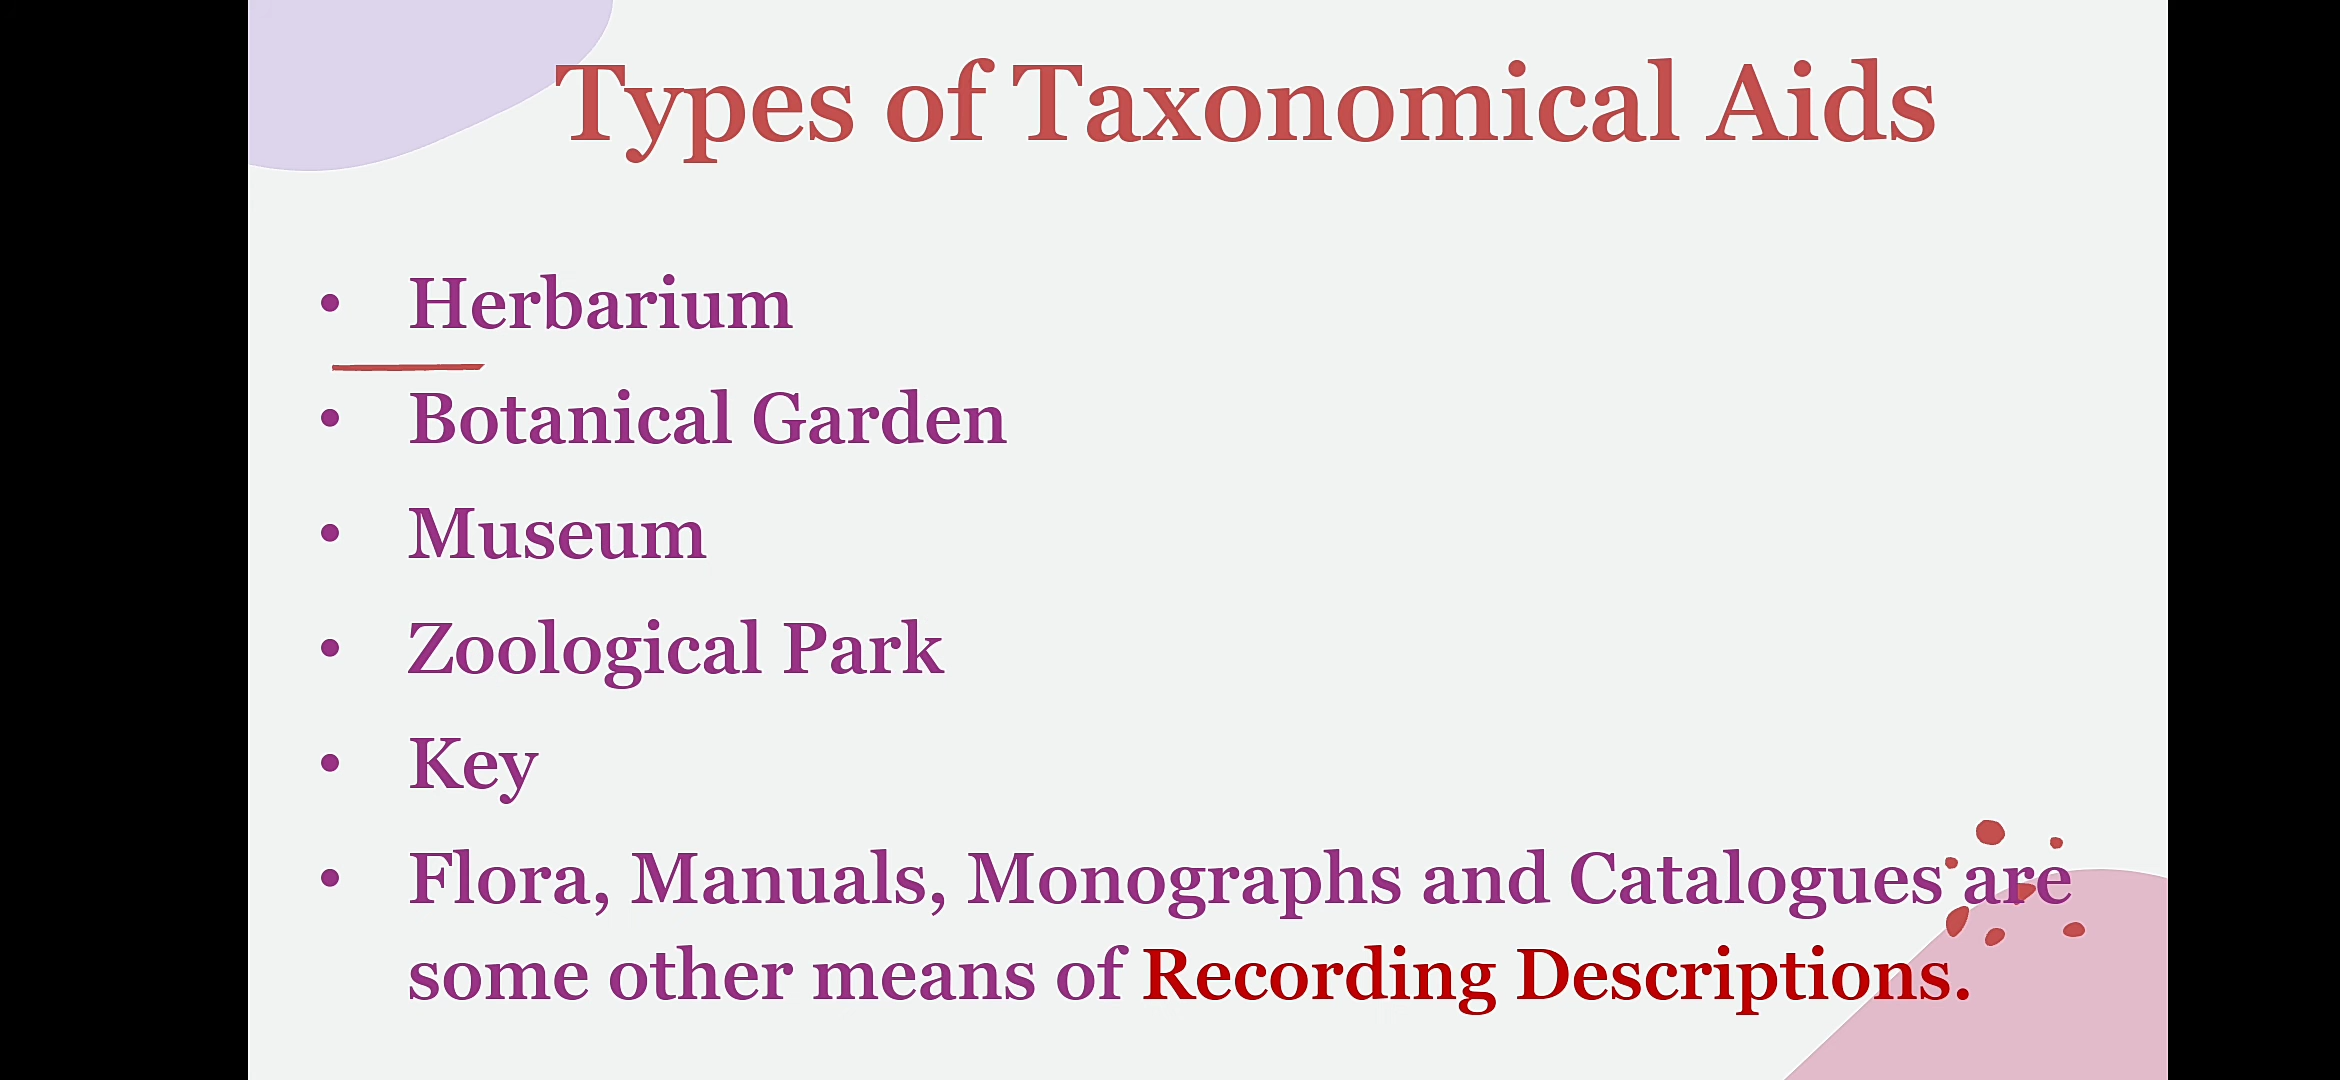 Types of Taxonomical Aids
• Herbarium
• Botanical Garden
• Museum
• Zoological Park
• Key
• Flora, Manuals, Monographs and Catalogues are
some other means of Recording Descriptions.